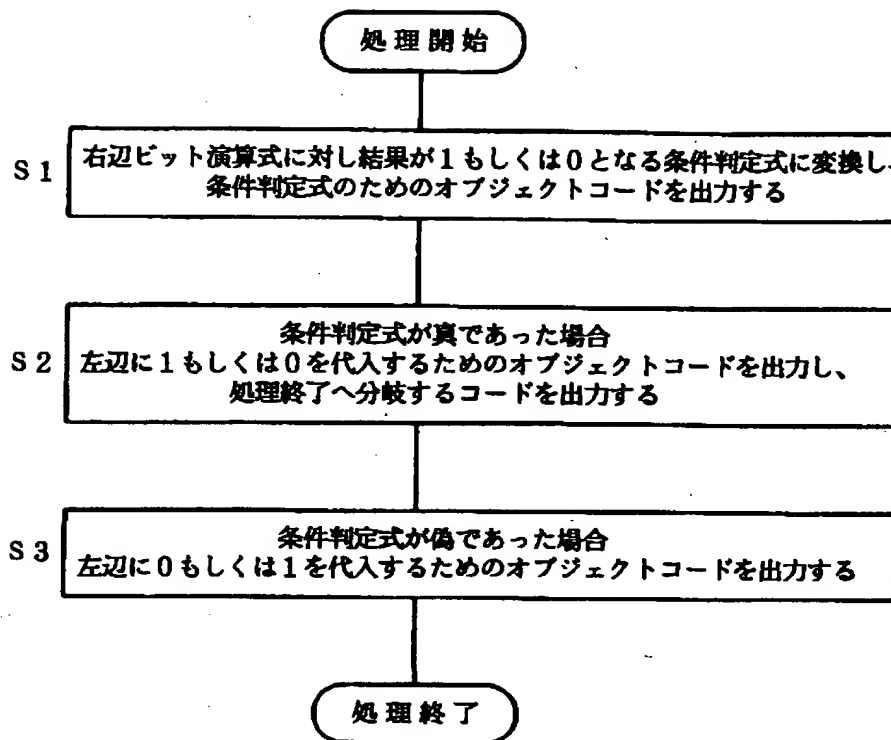 処理開始
S1
右辺ビット演算式に対し結果が1もしくは0となる条件判定式に変換し、
条件判定式のためのオブジェクトコードを出力する
S2
条件判定式が真であった場合
左辺に1もしくは0を代入するためのオブジェクトコードを出力し、
処理終了へ分岐するコードを出力する
S3
条件判定式が偽であった場合
左辺に0もしくは1を代入するためのオブジェクトコードを出力する
処理終了